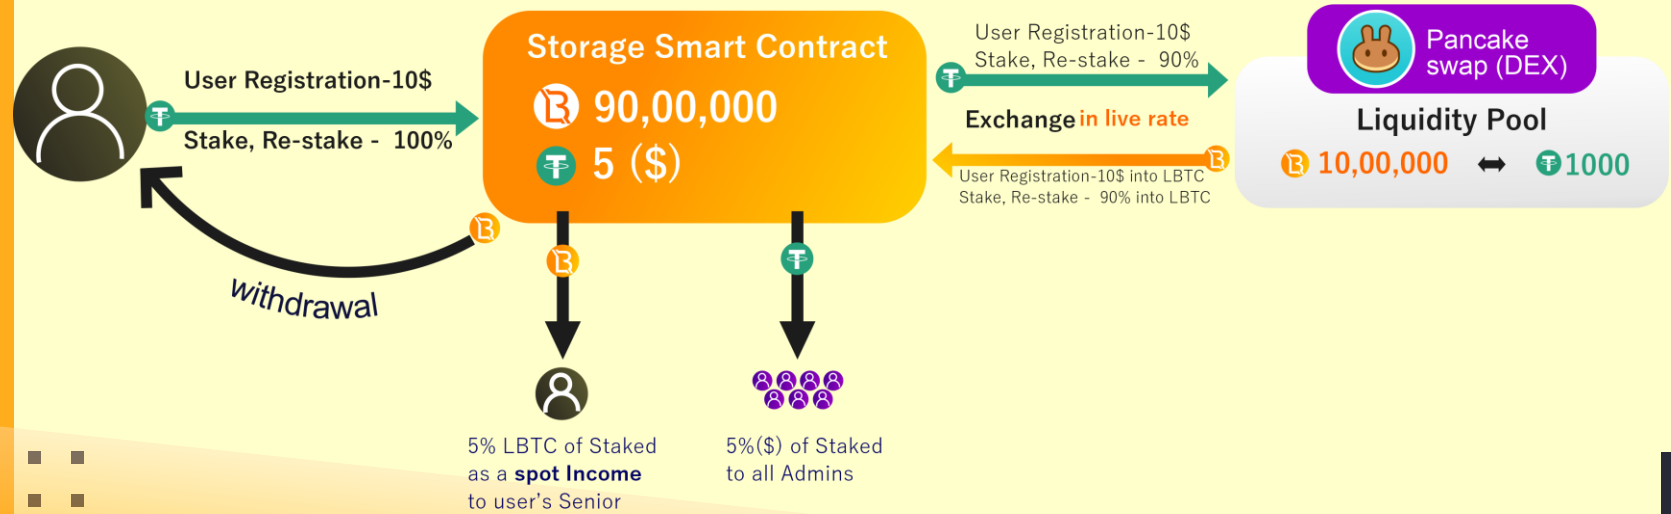 User Registration-10$
Stake, Re-stake - 100%
withdrawal
Storage Smart Contract
90,00,000
5 ($)
User Registration-10$
Stake, Re-stake - 90%
Exchange in live rate
User Registration-10$ into LBTC
Stake, Re-stake - 90% into LBTC
Pancake
swap (DEX)
Liquidity Pool
10,00,000 ↔ 1000
5% LBTC of Staked
as a spot Income
to user's Senior
5%($) of Staked
to all Admins